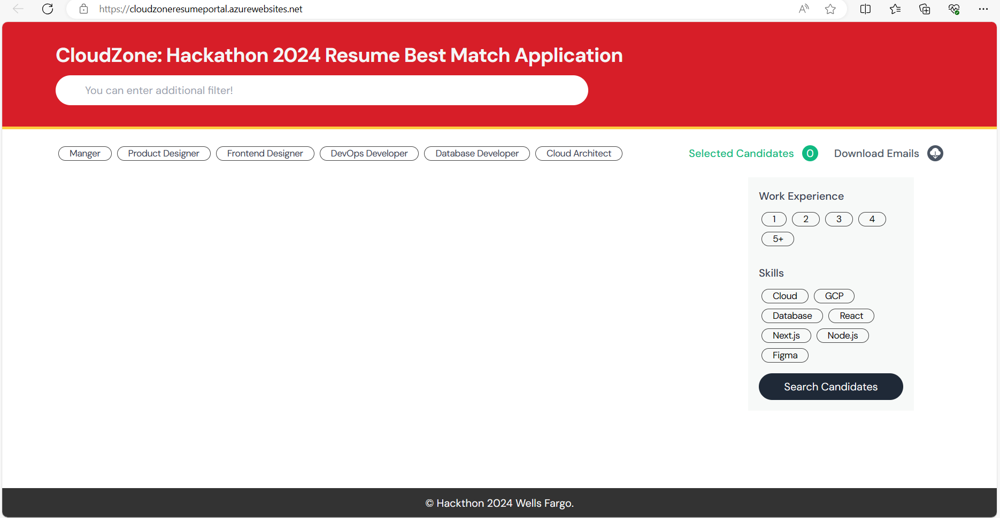 https://cloudzoneresumeportal.azurewebsites.net
CloudZone: Hackathon 2024 Resume Best Match Application
You can enter additional filter!
Manger Product Designer Frontend Designer DevOps Developer Database Developer Cloud Architect Selected Candidates 0 Download Emails
Work Experience
1 2 3 4
5+
Skills
Cloud GCP
Database React
Next.js Node.js
Figma
Search Candidates
© Hackthon 2024 Wells Fargo.